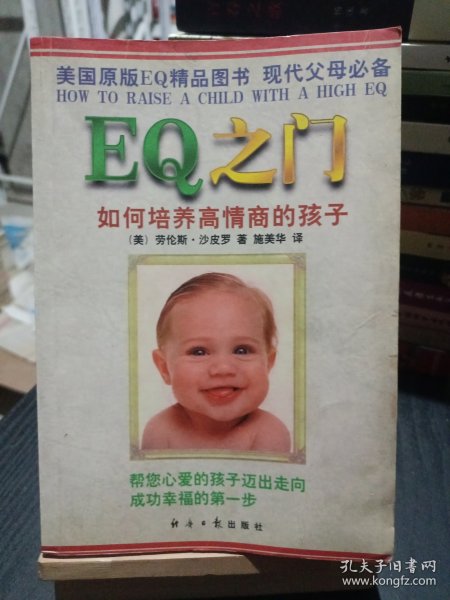 美国原版EQ精品图书 现代父母必备
HOW TO RAISE A CHILD WITH A HIGH EQ
EQ之门
如何培养高情商的孩子
(美) 劳伦斯·沙皮罗 著 施美华 译
帮您心爱的孩子迈出走向
成功幸福的第一步
经济日报出版社
孔夫子旧书网
www.kongfz.com